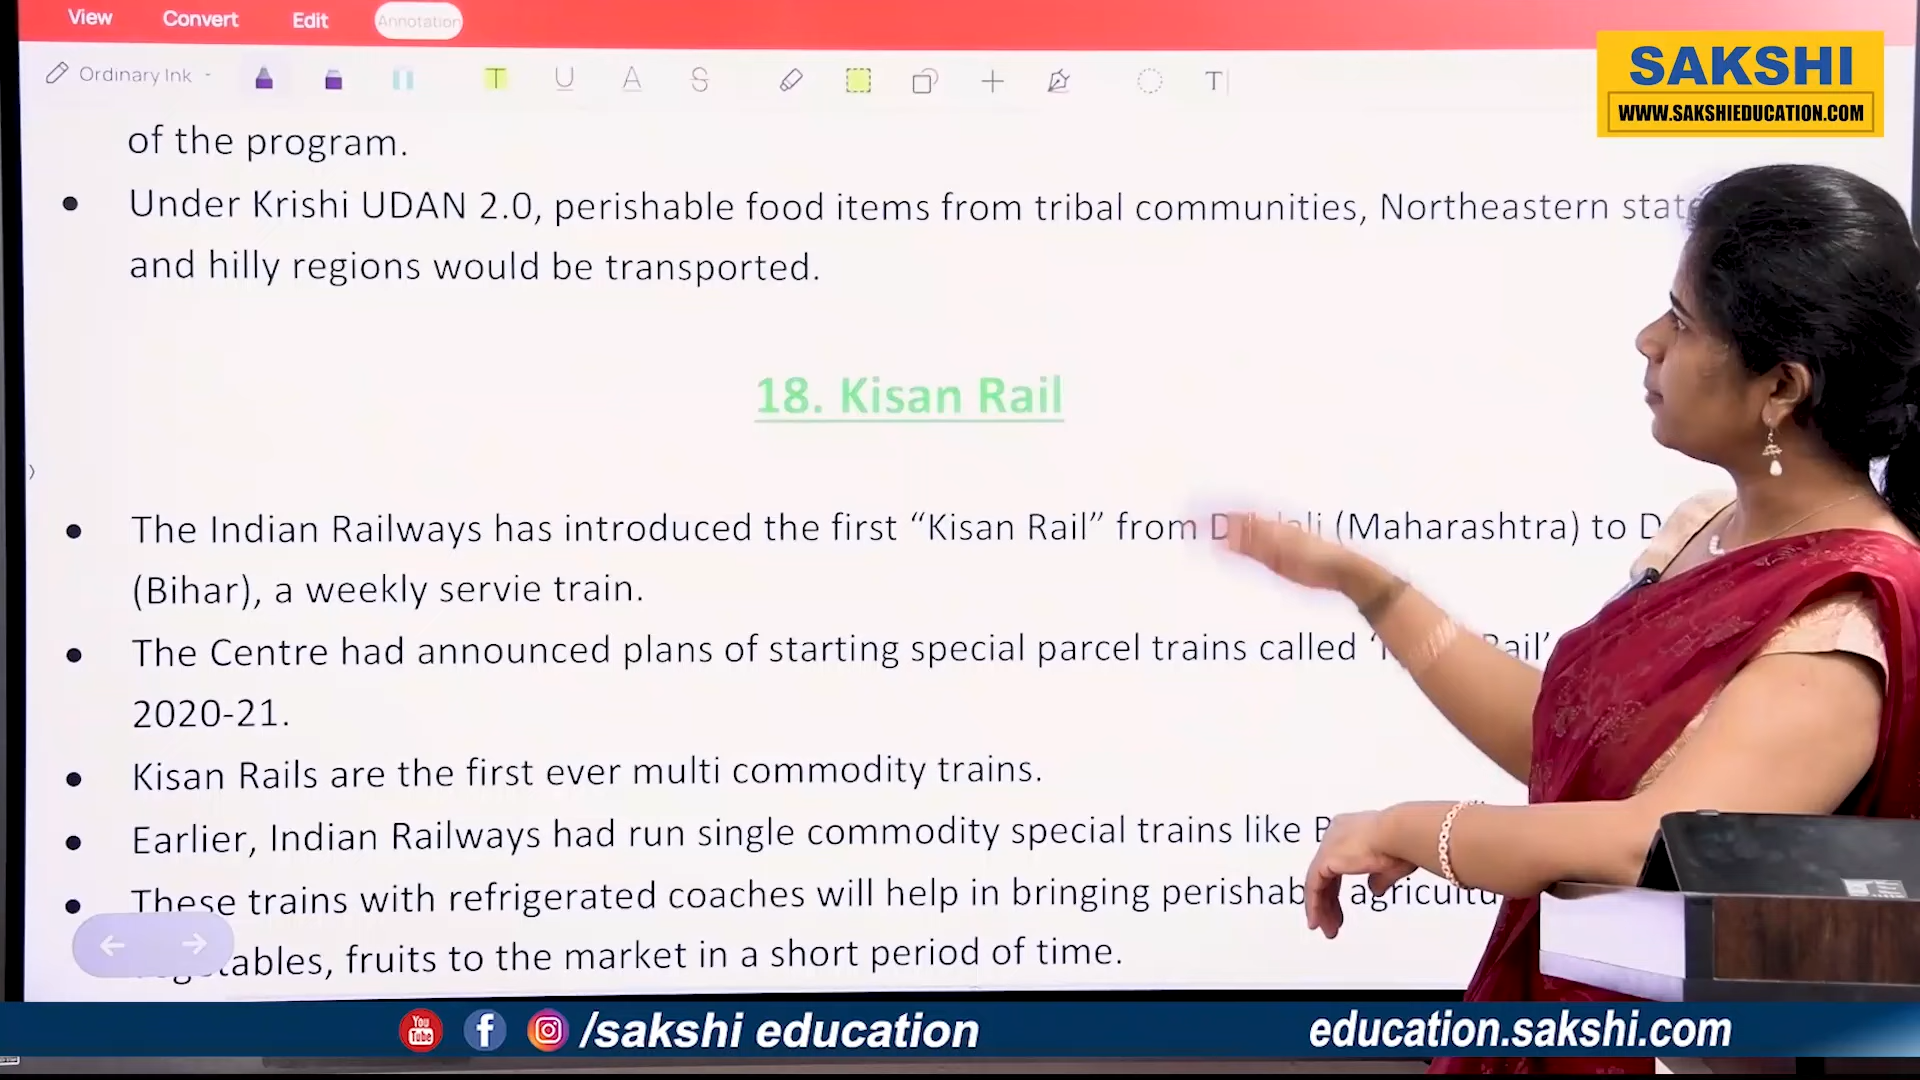 View Convert Edit Annotation
Ordinary Ink
SAKSHI
WWW.SAKSHIEDUCATION.COM
of the program.
Under Krishi UDAN 2.0, perishable food items from tribal communities, Northeastern
and hilly regions would be transported.
18. Kisan Rail
The Indian Railways has introduced the first “Kisan Rail” from (Maharashtra) to
(Bihar), a weekly servie train.
The Centre had announced plans of starting special parcel trains called
2020-21.
Kisan Rails are the first ever multi commodity trains.
Earlier, Indian Railways had run single commodity special trains like
These trains with refrigerated coaches will help in bringing
fruits to the market in a short period of time.
You Tube f /sakshi education
education.sakshi.com